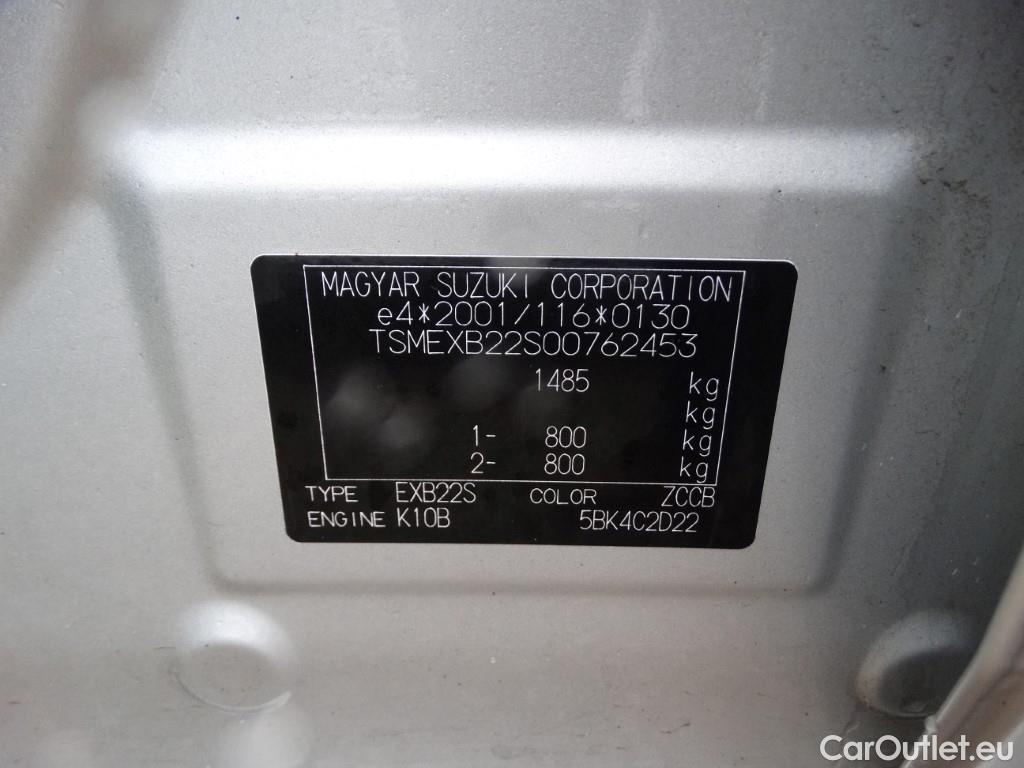 MAGYAR SUZUKI CORPORATION
e4*2001/116*0130
TSMEXB22S00762453
1485 kg
kg
1- 800 kg
2- 800 kg
TYPE EXB22S COLOR ZCCB
ENGINE K10B 5BK4C2D22
CarOutlet.eu